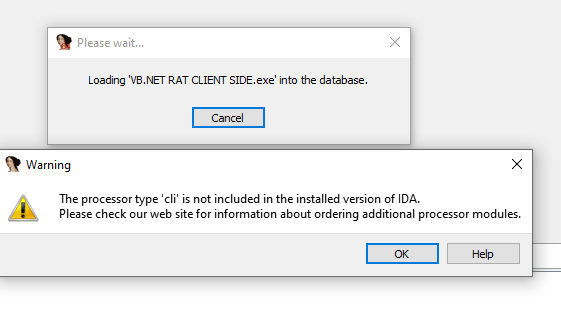 Please wait...
Loading 'VB.NET RAT CLIENT SIDE.exe' into the database.
Cancel
Warning
The processor type 'cli' is not included in the installed version of IDA.
Please check our web site for information about ordering additional processor modules.
OK
Help